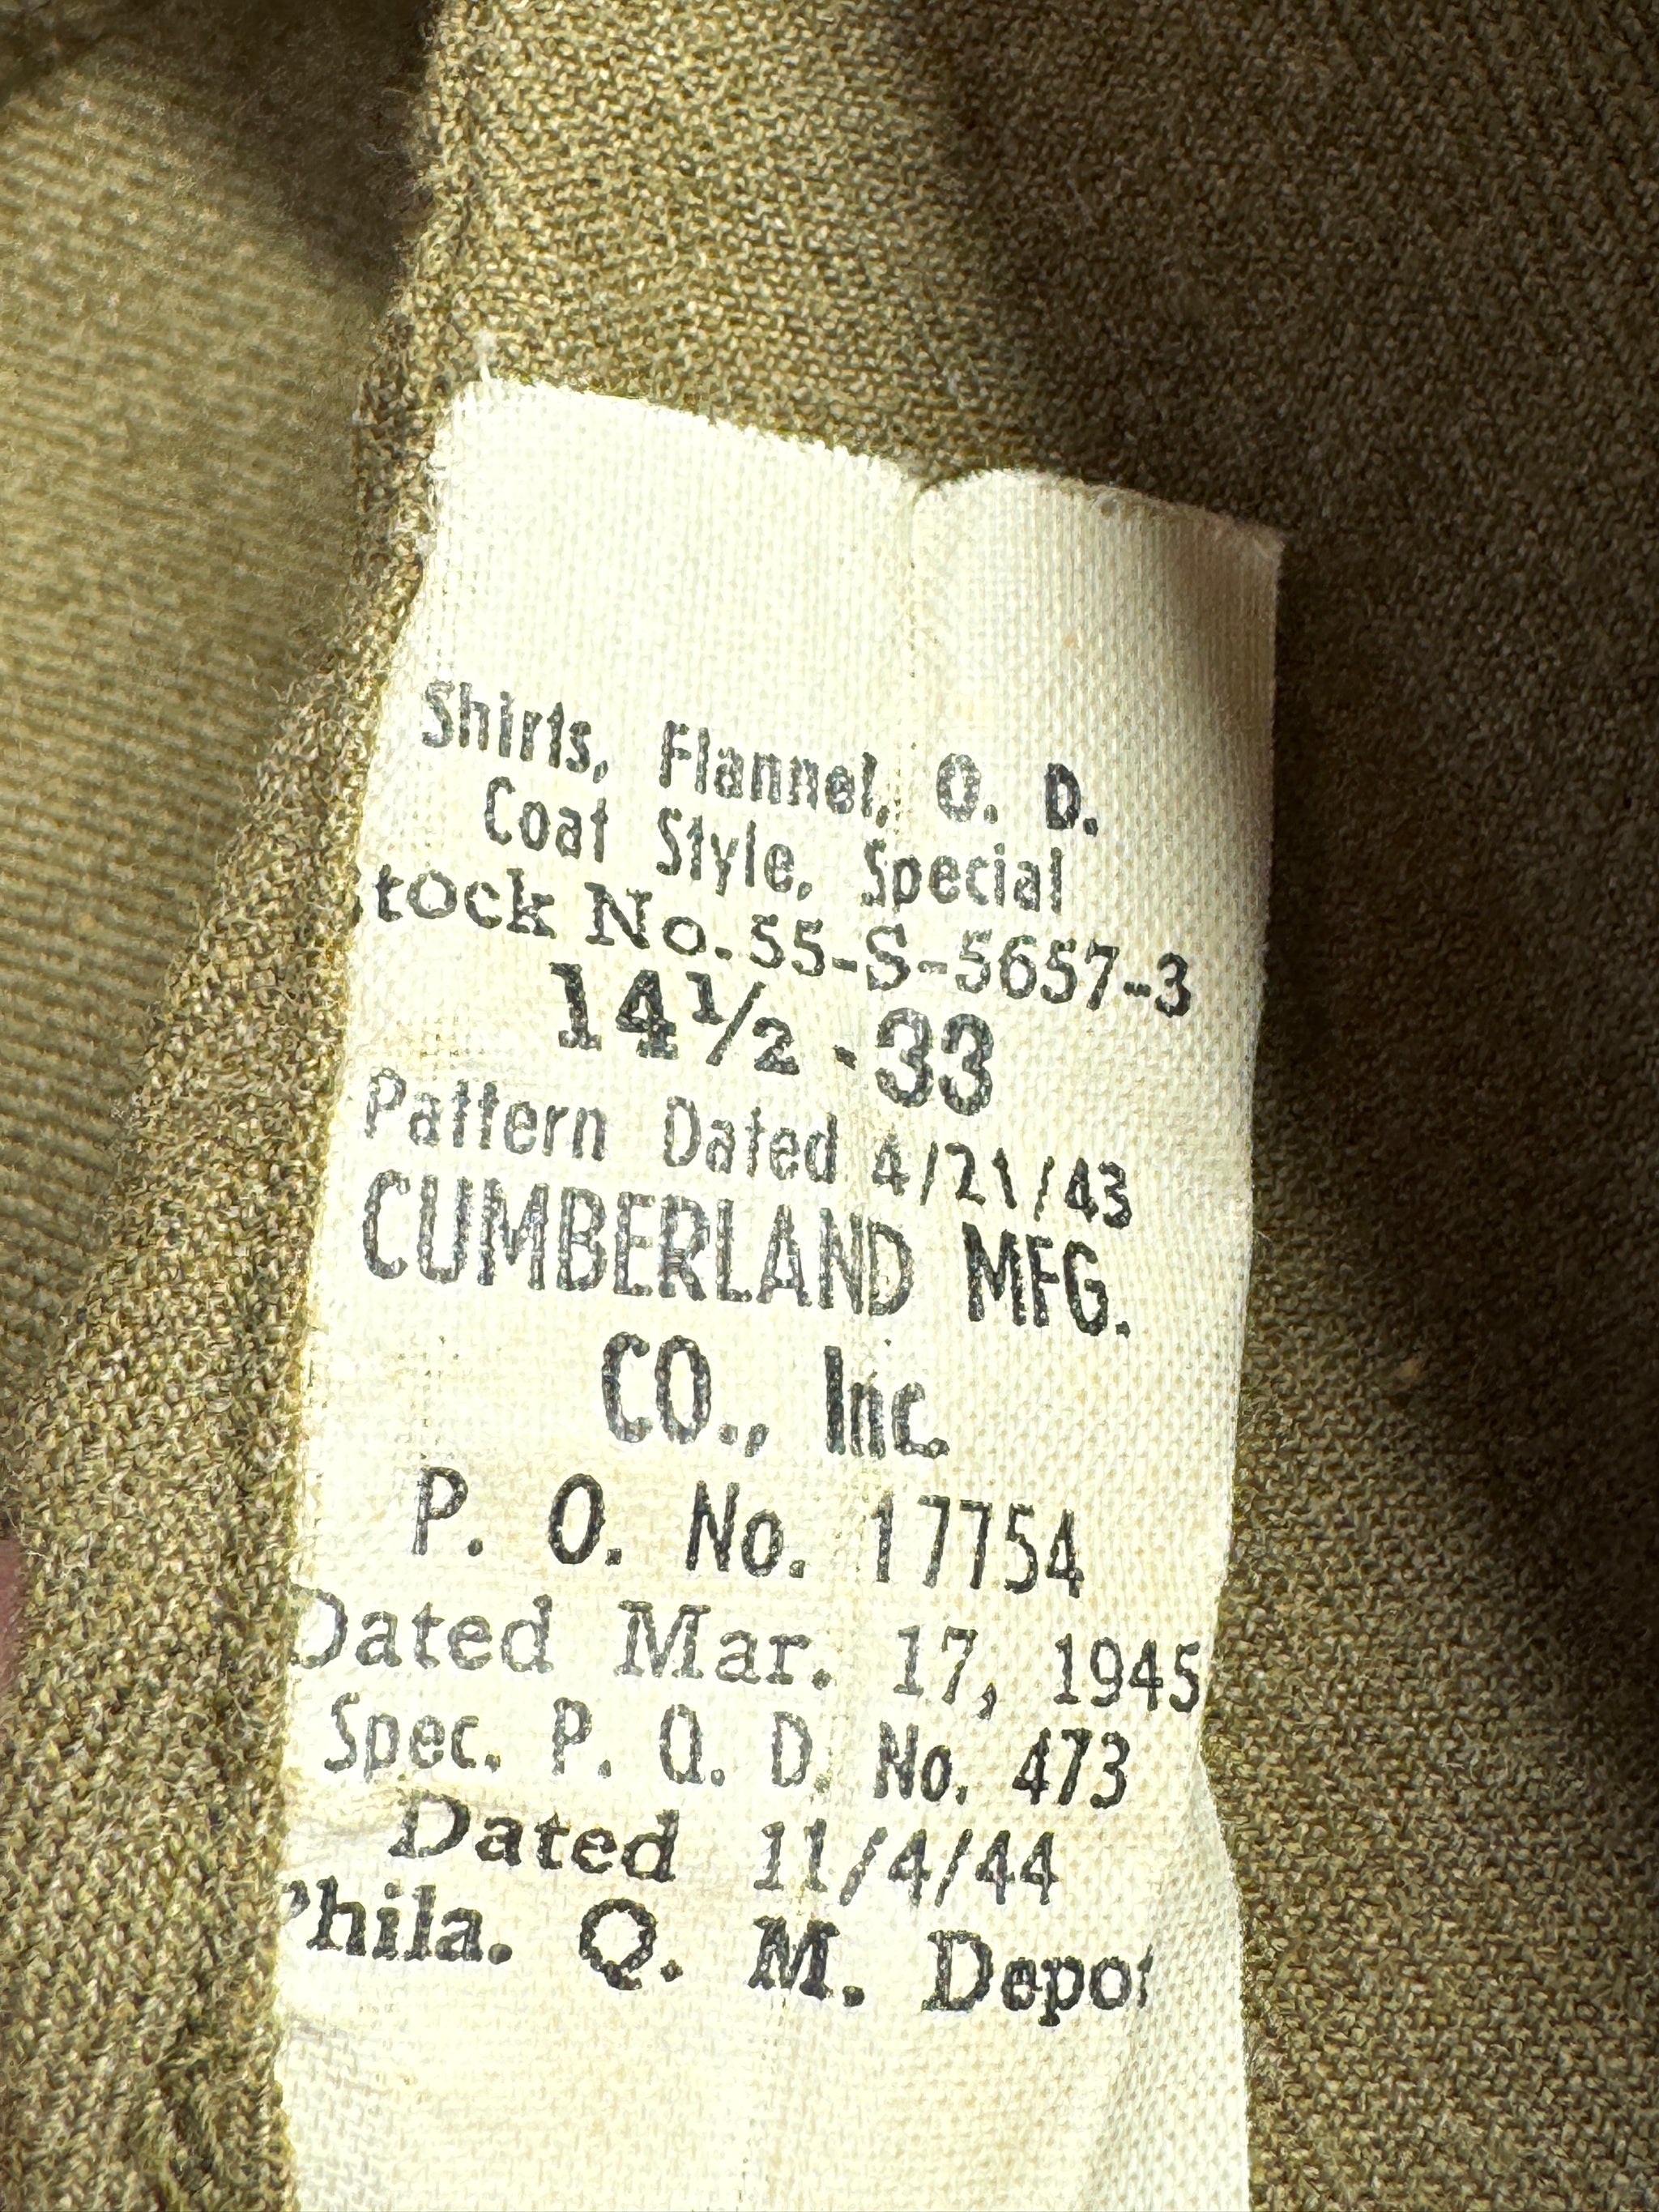 Shirts, Flannel, O. D.
Coat Style, Special
Stock No. 55-S-5657-3
14½ -33
Pattern Dated 4/21/43
CUMBERLAND MFG.
CO., Inc.
P. O. No. 17754
Dated Mar. 17, 1945
Spec. P. Q. D. No. 473
Dated 11/4/44
Phila. Q. M. Depot